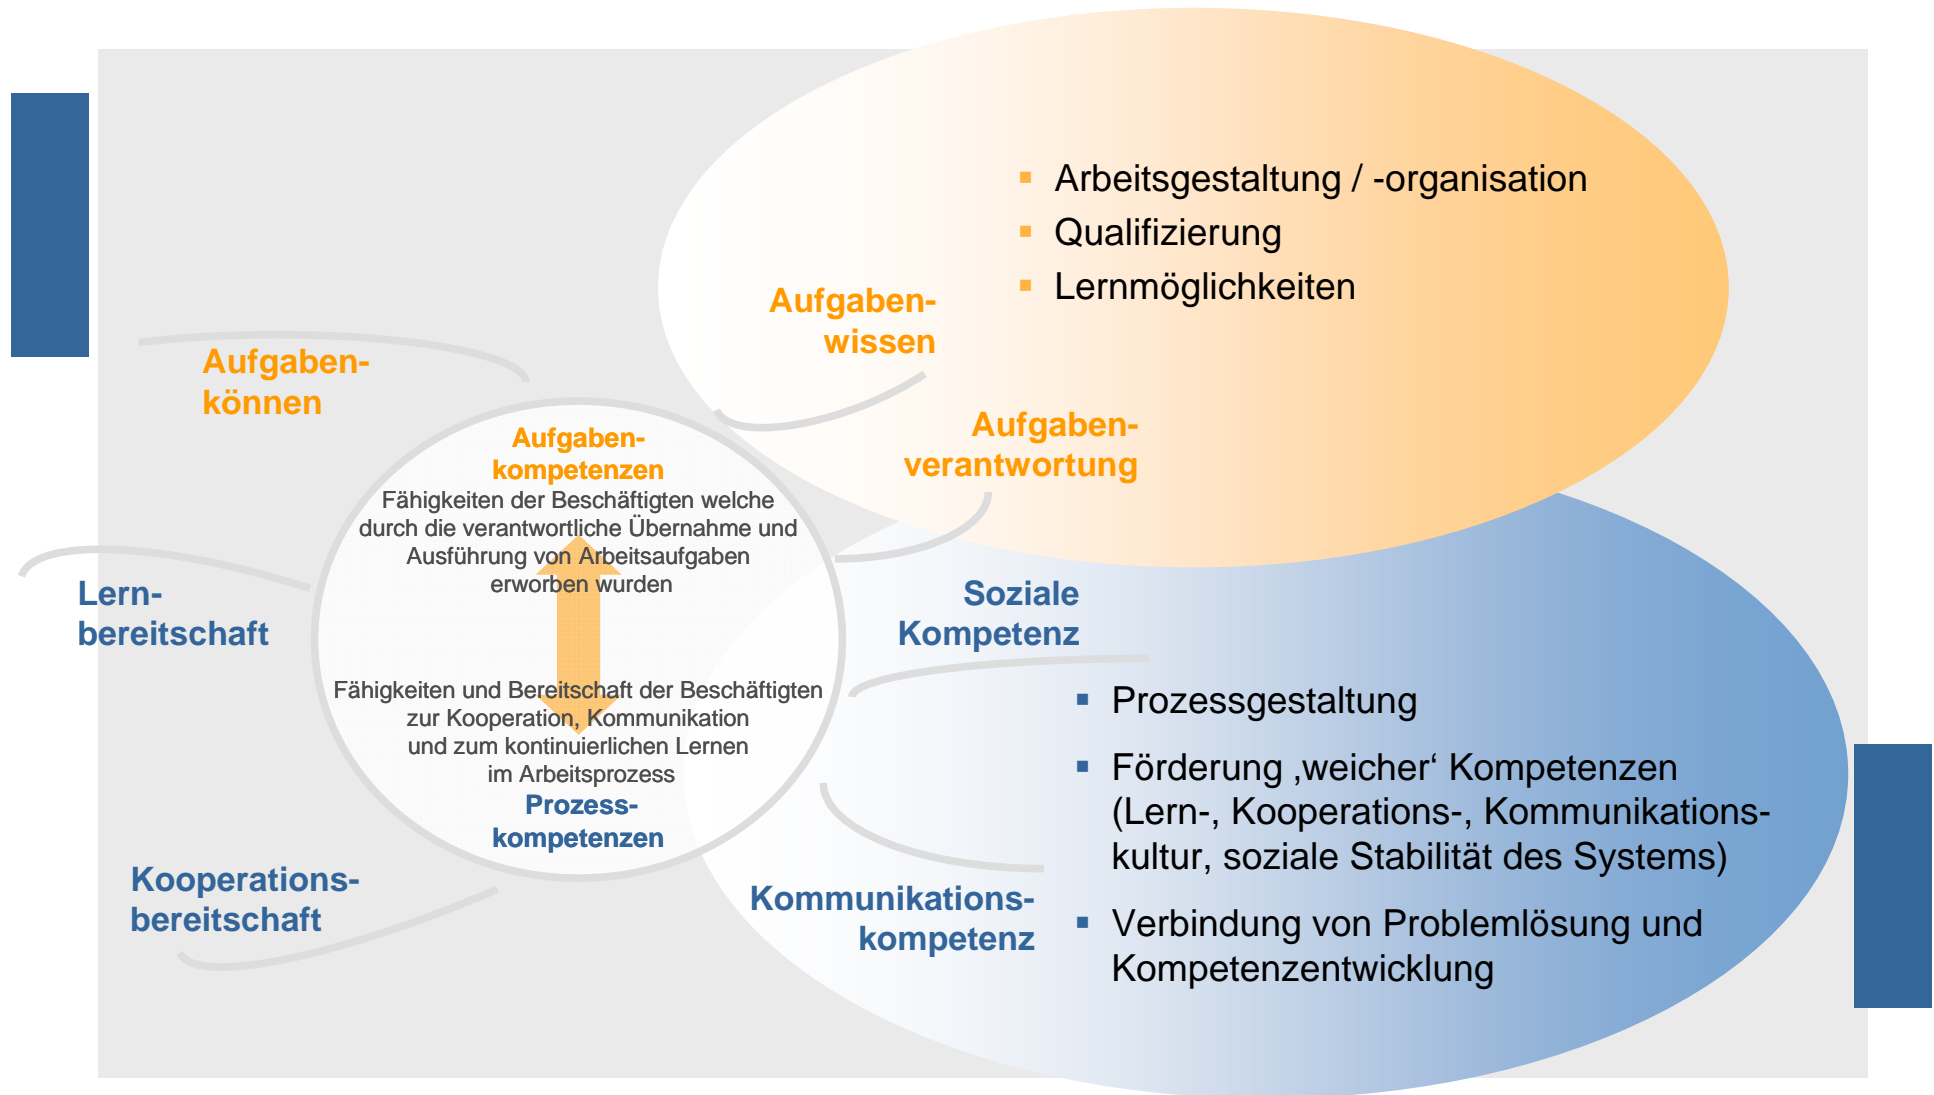 Arbeitsgestaltung / -organisation
Qualifizierung
Lernmöglichkeiten
Aufgaben-
wissen
Aufgaben-
können
Aufgaben-
verantwortung
Aufgaben-
kompetenzen
Fähigkeiten der Beschäftigten welche
durch die verantwortliche Übernahme und
Ausführung von Arbeitsaufgaben
erworben wurden
Lern-
bereitschaft
Soziale
Kompetenz
Fähigkeiten und Bereitschaft der Beschäftigten
zur Kooperation, Kommunikation
und zum kontinuierlichen Lernen
im Arbeitsprozess
Prozess-
kompetenzen
Prozessgestaltung
Förderung ‚weicher‘ Kompetenzen
(Lern-, Kooperations-, Kommunikations-
kultur, soziale Stabilität des Systems)
Verbindung von Problemlösung und
Kompetenzentwicklung
Kooperations-
bereitschaft
Kommunikations-
kompetenz